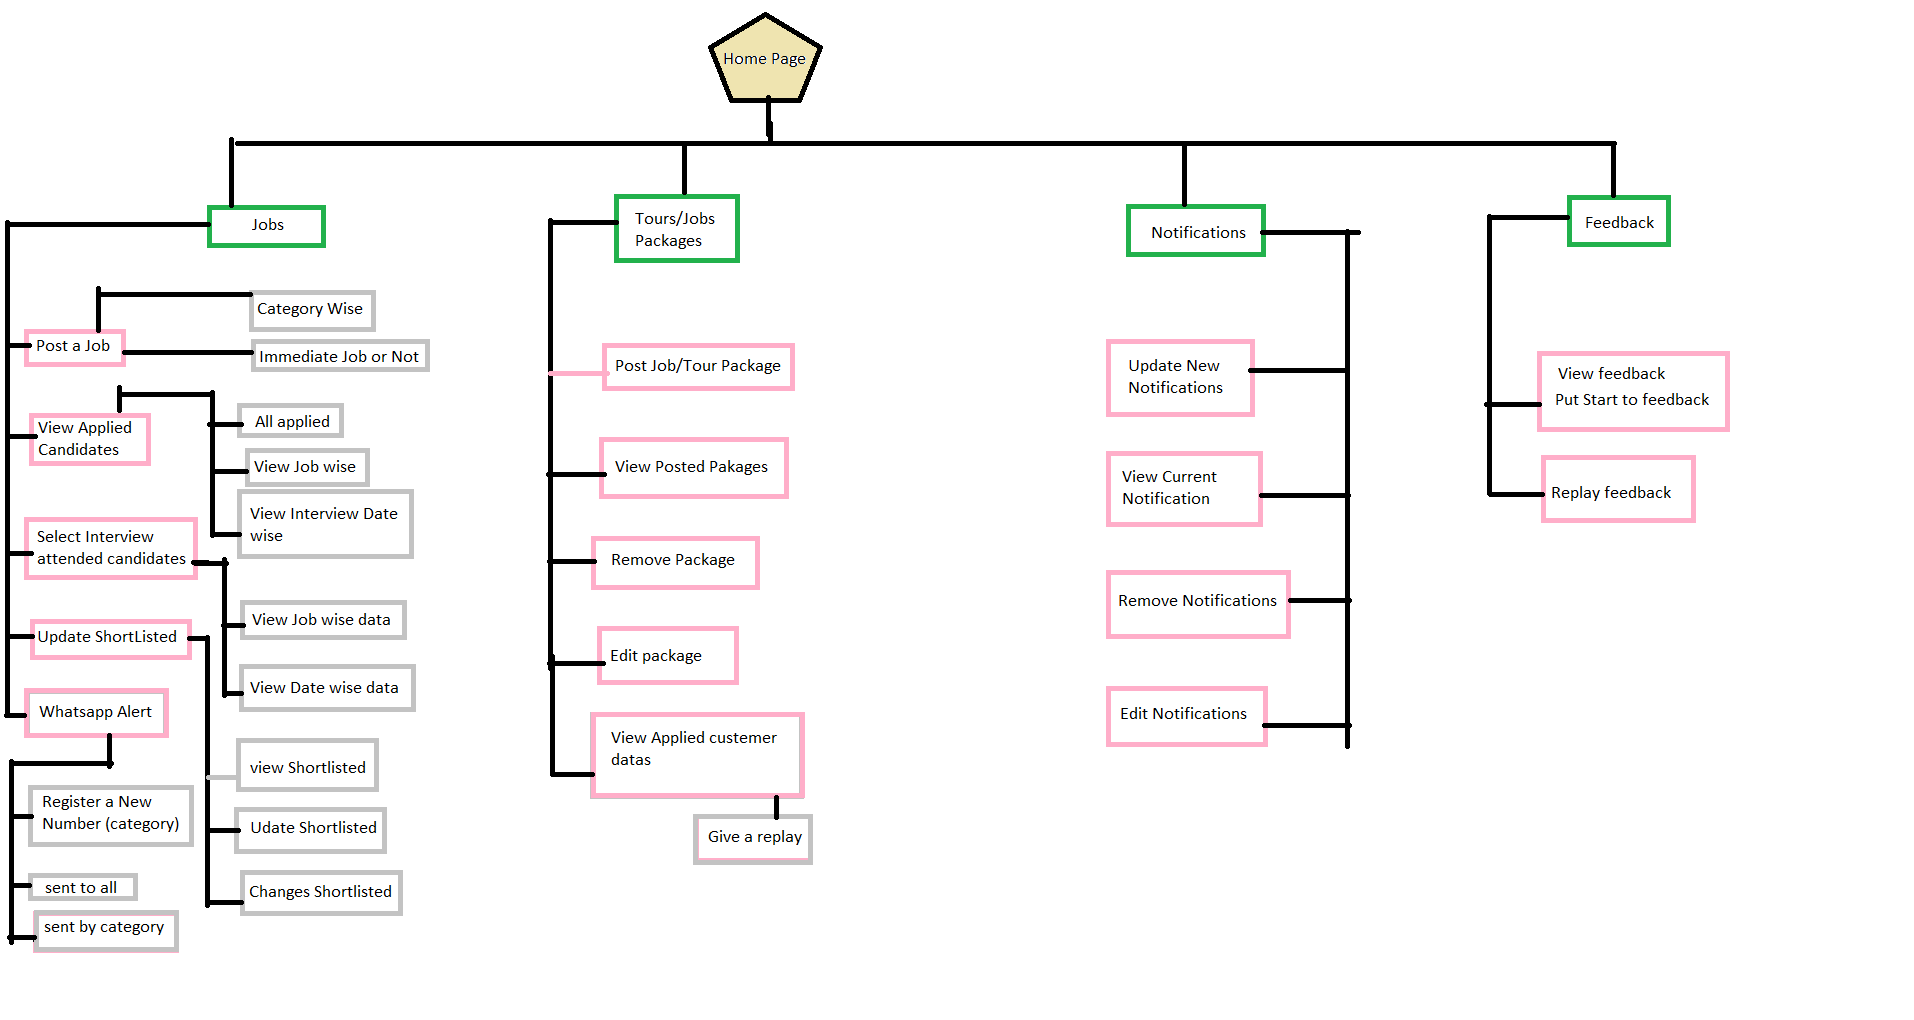 Home Page
Jobs
Category Wise
Post a Job
Immediate Job or Not
View Applied
Candidates
All applied
View Job wise
View Interview Date
wise
Select Interview
attended candidates
View Job wise data
Update ShortListed
View Date wise data
Whatsapp Alert
view Shortlisted
Register a New
Number (category)
Udate Shortlisted
sent to all
Changes Shortlisted
sent by category
Tours/Jobs
Packages
Post Job/Tour Package
View Posted Pakages
Remove Package
Edit package
View Applied custemer
datas
Give a replay
Notifications
Update New
Notifications
View Current
Notification
Remove Notifications
Edit Notifications
Feedback
View feedback
Put Start to feedback
Replay feedback